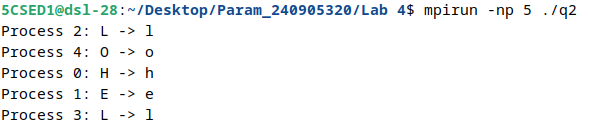 5CSED1@dsl-28:~/Desktop/Param_240905320/Lab 4$ mpirun -np 5 ./q2
Process 2: L -> l
Process 4: O -> o
Process 0: H -> h
Process 1: E -> e
Process 3: L -> l